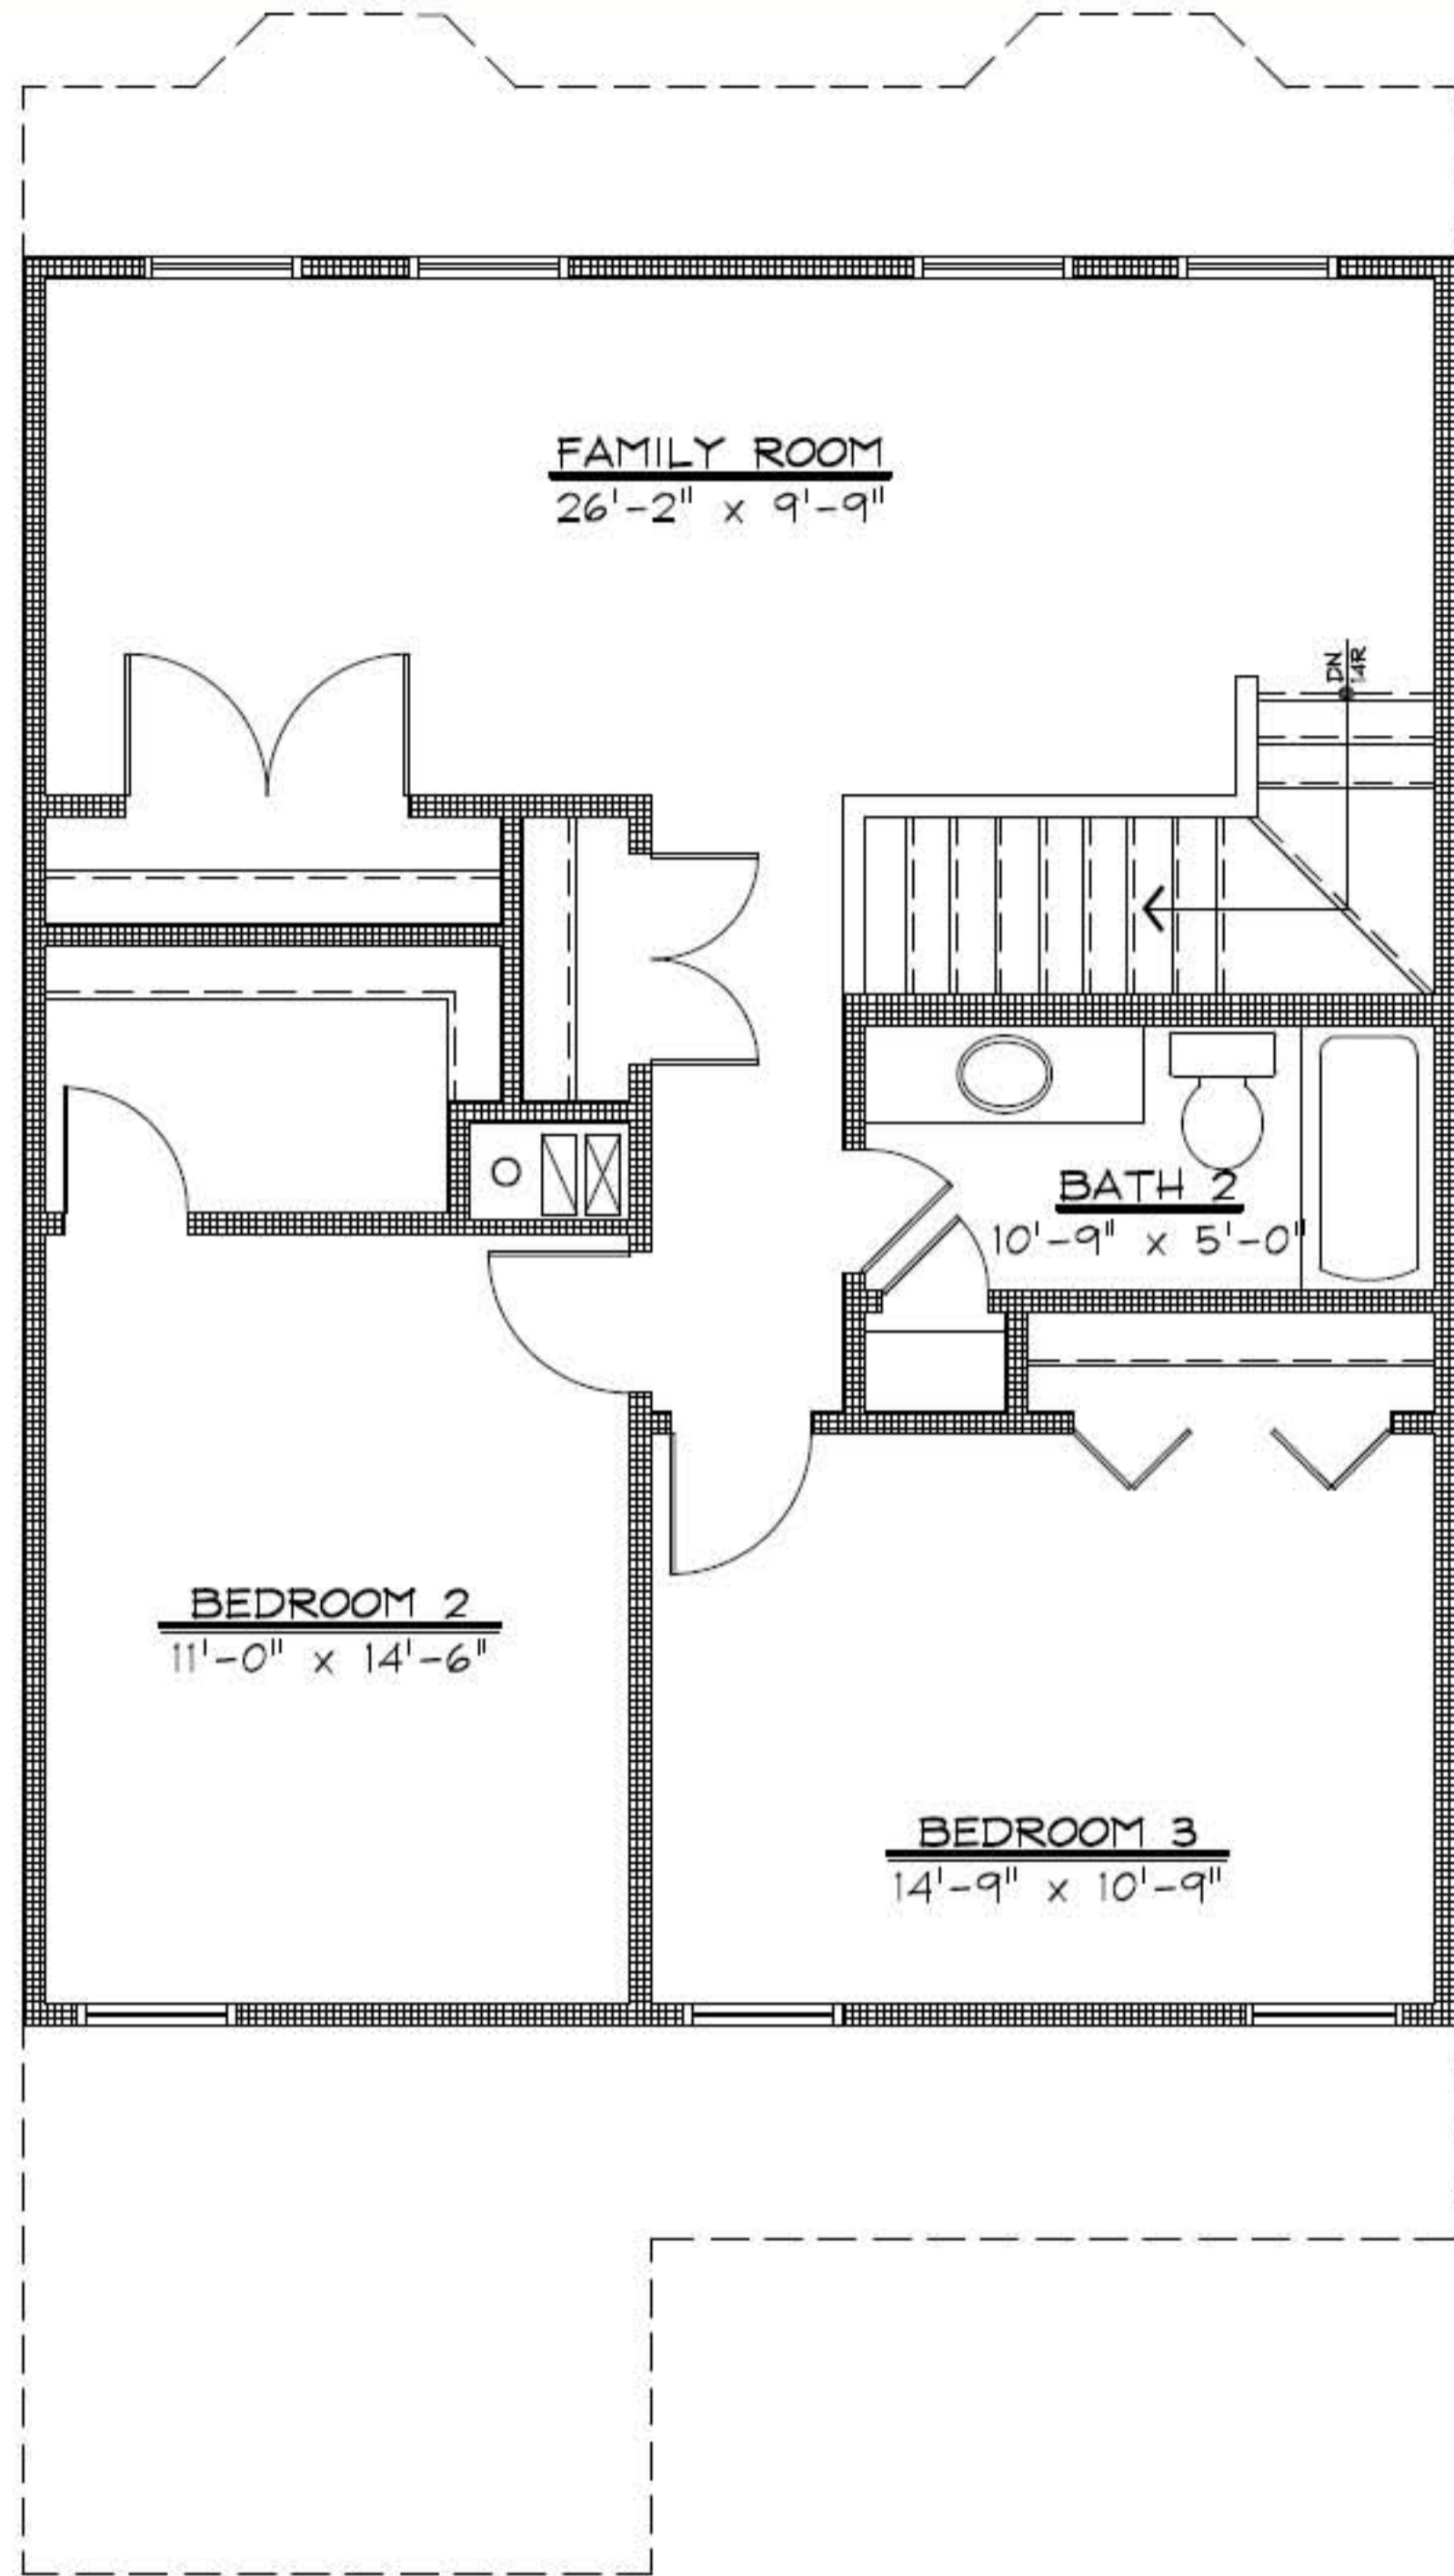 FAMILY ROOM
26'-2" x 9'-9"
DN
14R
BATH 2
10'-9" x 5'-0"
BEDROOM 2
11'-0" x 14'-6"
BEDROOM 3
14'-9" x 10'-9"